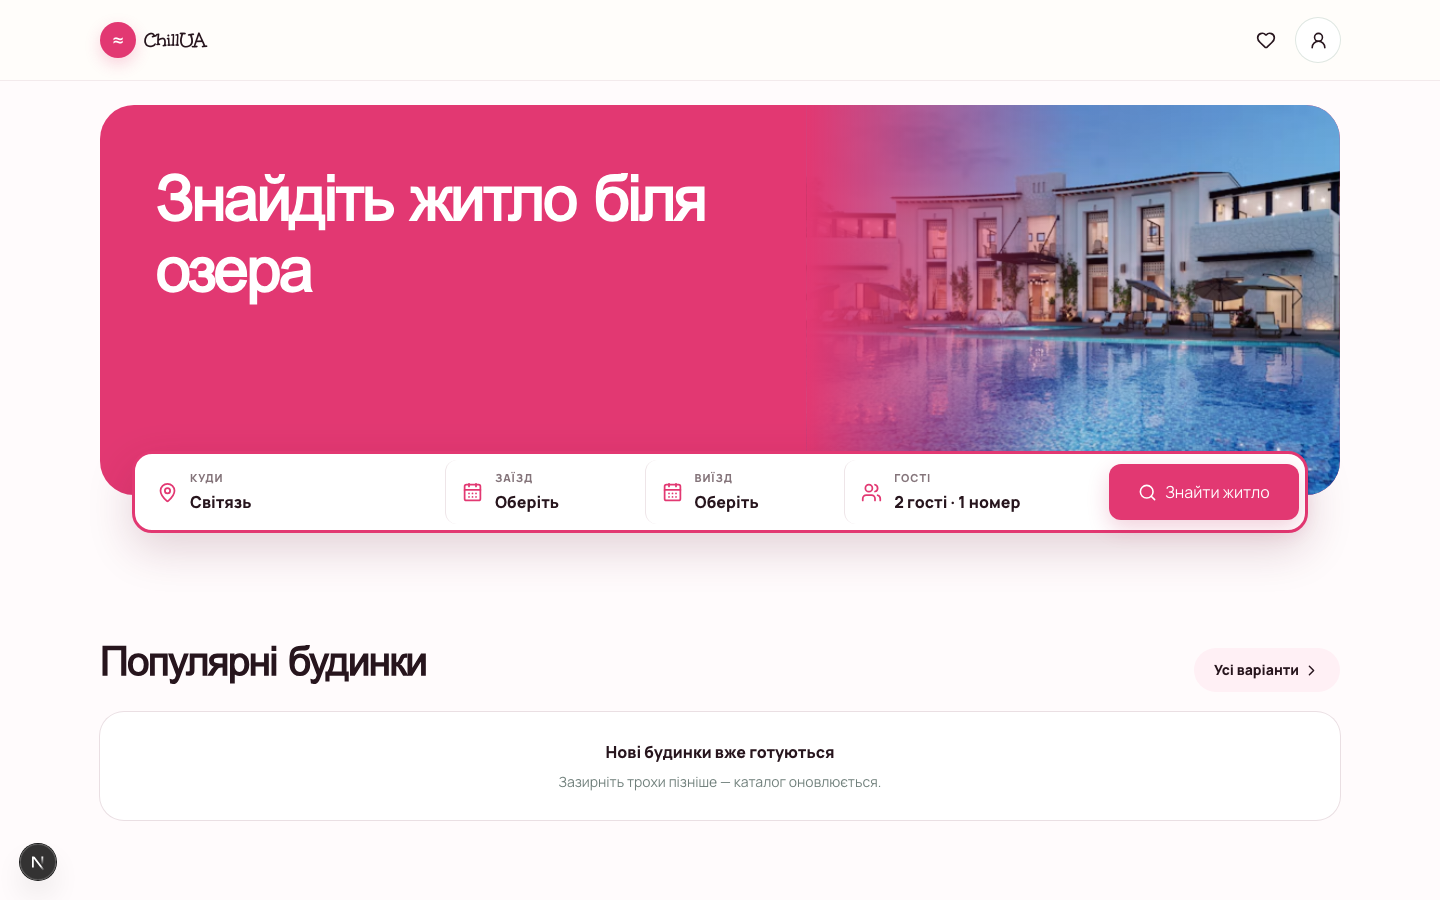 ≈ ChillUA
Знайдіть житло біля
озера
КУДИ
Світязь
ЗАЇЗД
Оберіть
ВИЇЗД
Оберіть
ГОСТІ
2 гості · 1 номер
Знайти житло
Популярні будинки
Усі варіанти
Нові будинки вже готуються
Зазирніть трохи пізніше — каталог оновлюється.
N